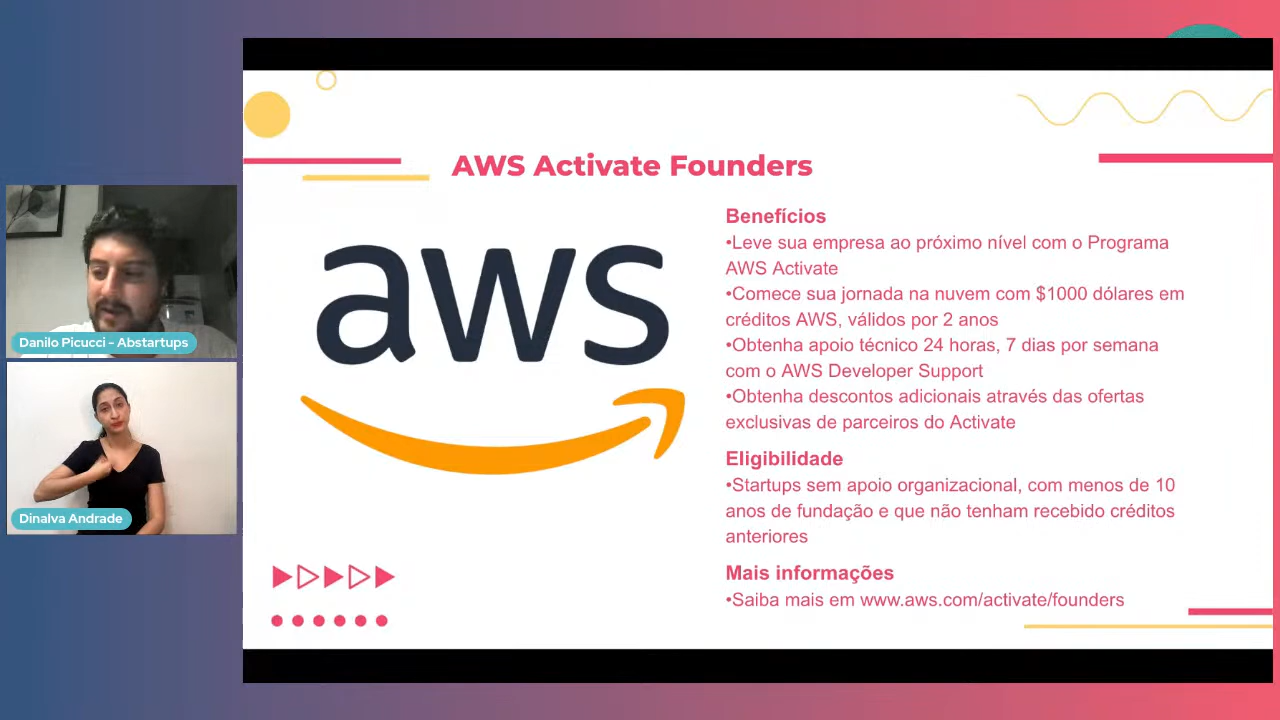 AWS Activate Founders
aws
Benefícios
•Leve sua empresa ao próximo nível com o Programa
AWS Activate
•Comece sua jornada na nuvem com $1000 dólares em
créditos AWS, válidos por 2 anos
•Obtenha apoio técnico 24 horas, 7 dias por semana
com o AWS Developer Support
•Obtenha descontos adicionais através das ofertas
exclusivas de parceiros do Activate
Eligibilidade
•Startups sem apoio organizacional, com menos de 10
anos de fundação e que não tenham recebido créditos
anteriores
Mais informações
•Saiba mais em www.aws.com/activate/founders
Danilo Picucci - Abstartups
Dinalva Andrade